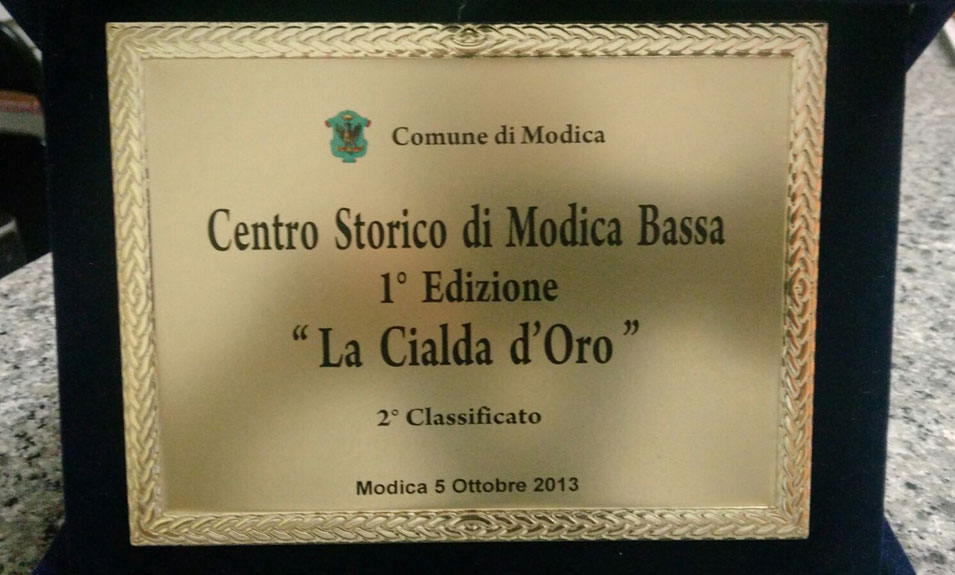 Comune di Modica
Centro Storico di Modica Bassa
1° Edizione
“ La Cialda d’Oro ”
2° Classificato
Modica 5 Ottobre 2013